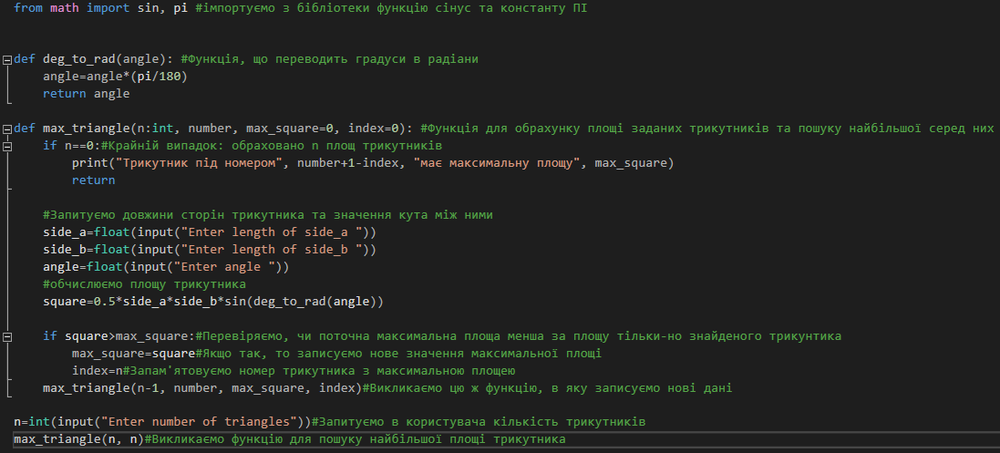 from math import sin, pi #імпортуємо з бібліотеки функцію сінус та константу ПІ
def deg_to_rad(angle): #Функція, що переводить градуси в радіани
    angle=angle*(pi/180)
    return angle
def max_triangle(n:int, number, max_square=0, index=0): #Функція для обрахунку площі заданих трикутників та пошуку найбільшої серед них
    if n==0:#Крайній випадок: обраховано n площ трикутників
        print("Трикутник під номером", number+1-index, "має максимальну площу", max_square)
        return
    #Запитуємо довжини сторін трикутника та значення кута між ними
    side_a=float(input("Enter length of side_a "))
    side_b=float(input("Enter length of side_b "))
    angle=float(input("Enter angle "))
    #обчислюємо площу трикутника
    square=0.5*side_a*side_b*sin(deg_to_rad(angle))
    if square>max_square:#Перевіряємо, чи поточна максимальна площа менша за площу тільки-но знайденого трикунтика
        max_square=square#Якщо так, то записуємо нове значення максимальної площі
        index=n#Запам'ятовуємо номер трикутника з максимальною площею
    max_triangle(n-1, number, max_square, index)#Викликаємо цю ж функцію, в яку записуємо нові дані
n=int(input("Enter number of triangles"))#Запитуємо в користувача кількість трикутників
max_triangle(n, n)#Викликаємо функцію для пошуку найбільшої площі трикутника